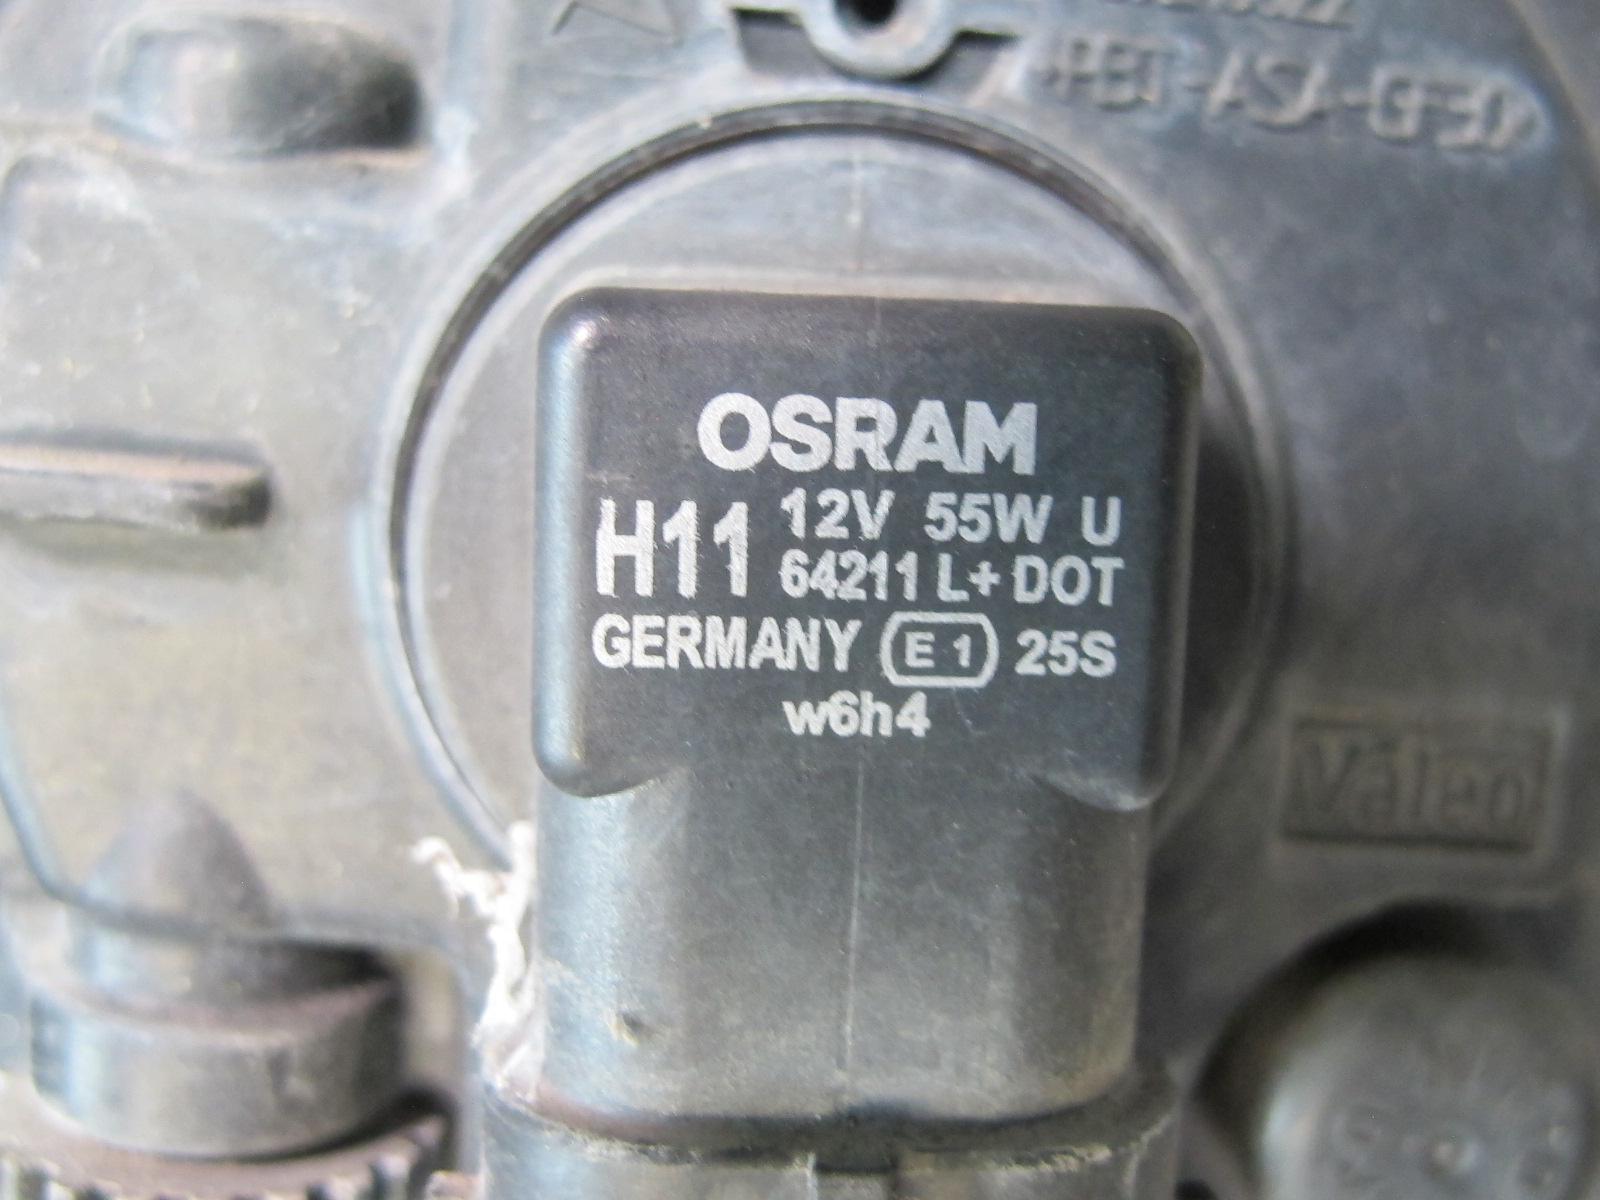 OSRAM
H11 12V 55W U
64211 L+ DOT
GERMANY E1 25S
w6h4
Valeo